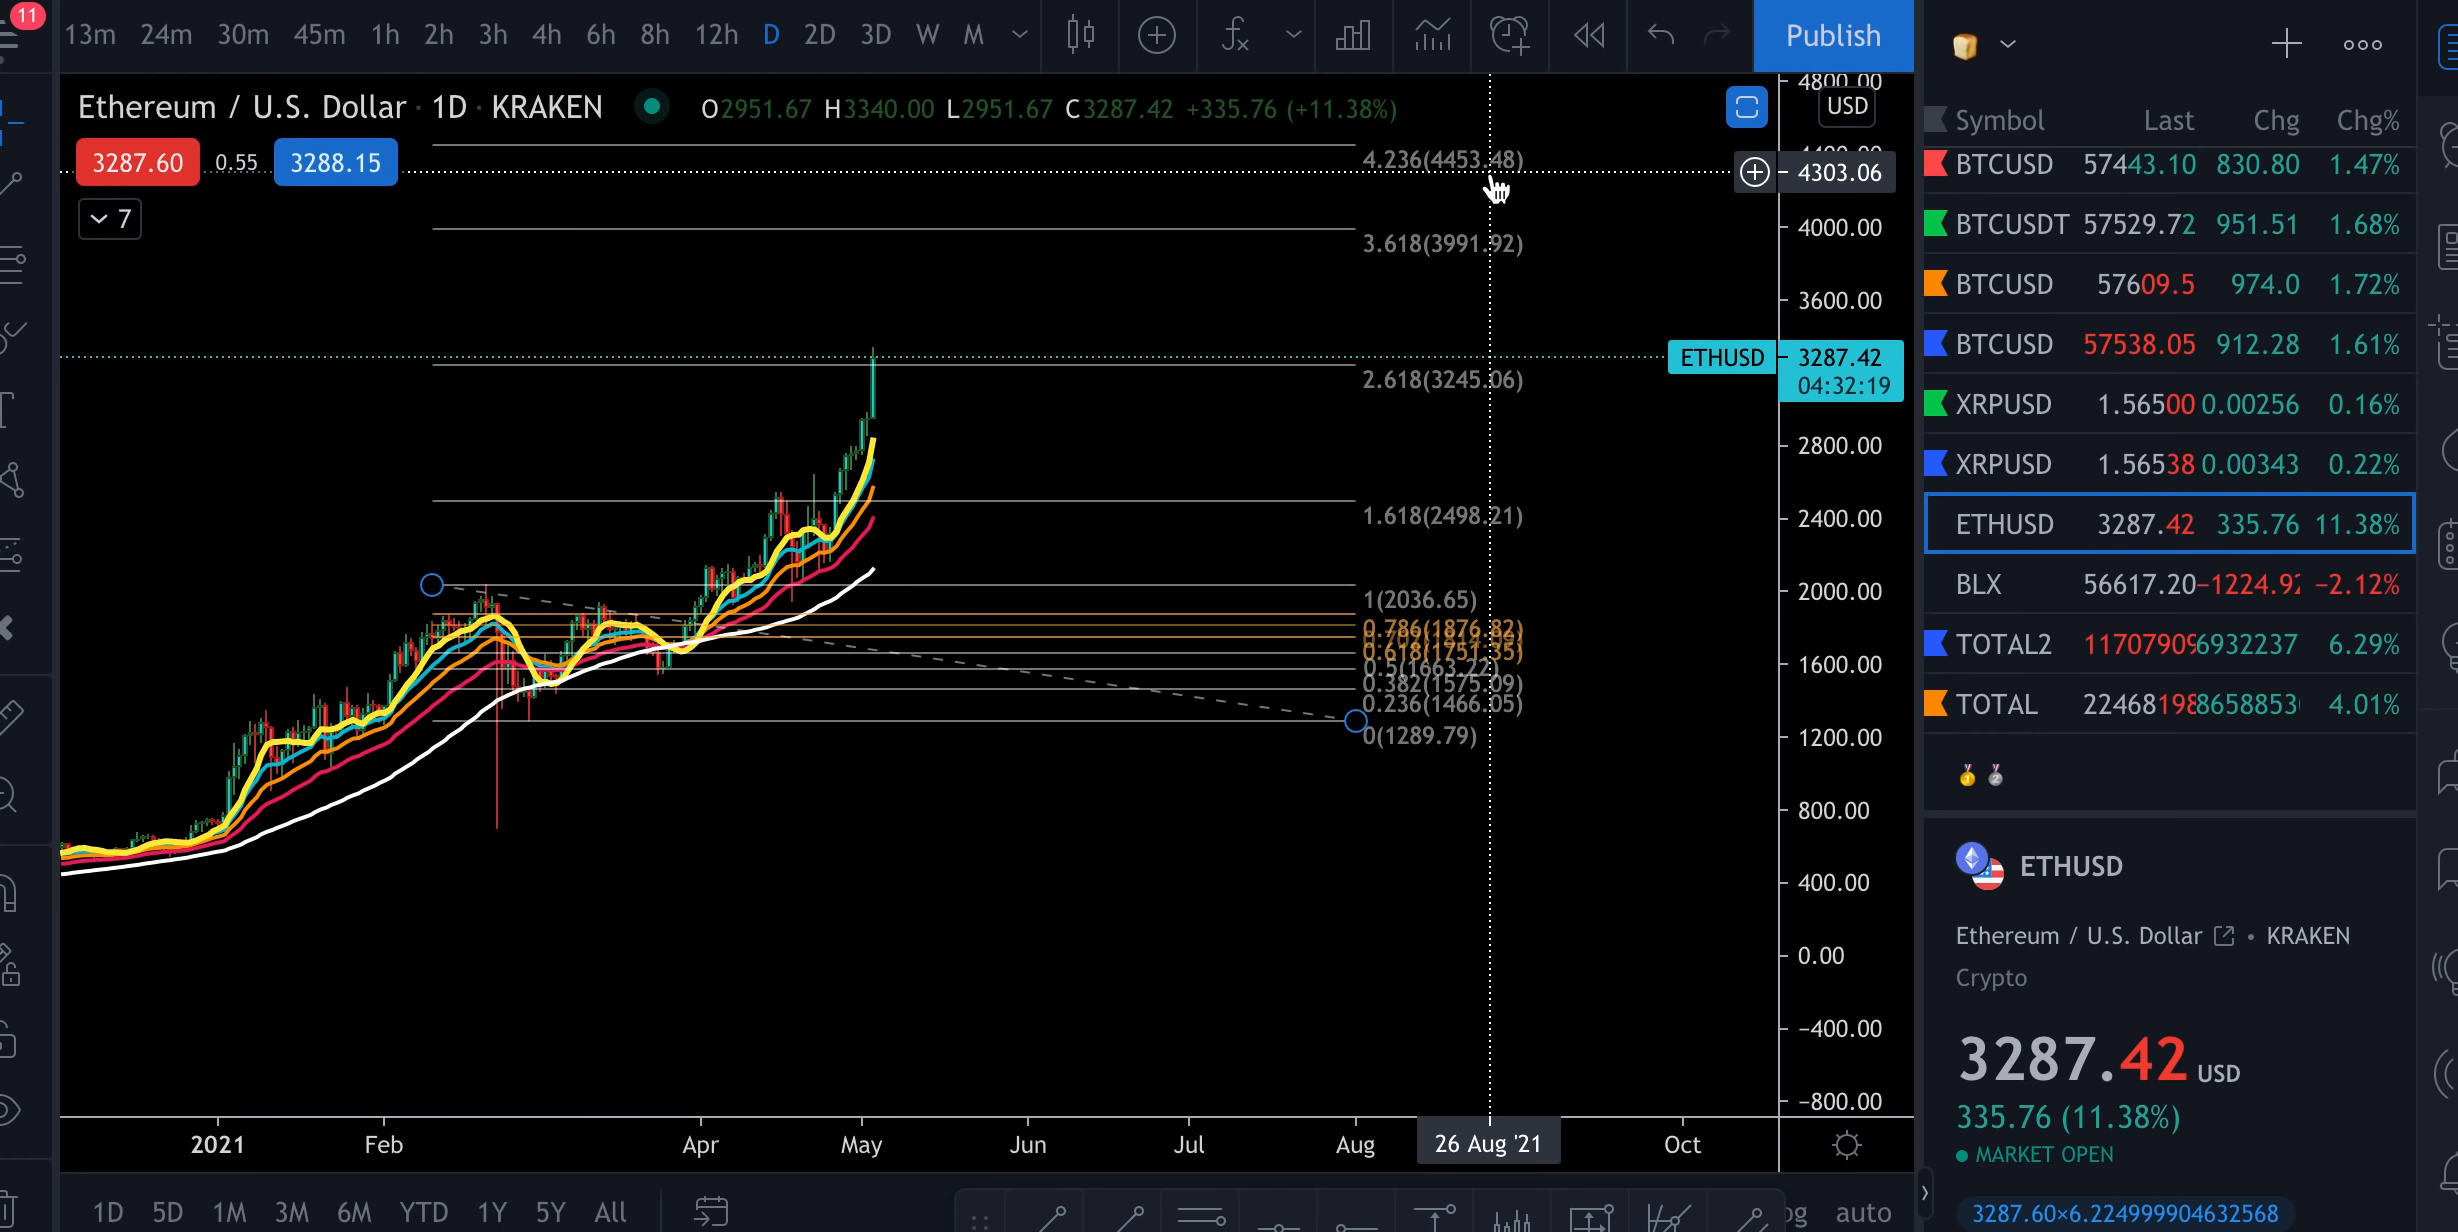 11
13m 24m 30m 45m 1h 2h 3h 4h 6h 8h 12h D 2D 3D W M
Publish
Ethereum / U.S. Dollar · 1D · KRAKEN
O2951.67 H3340.00 L2951.67 C3287.42 +335.76 (+11.38%)
3287.60 0.55 3288.15
7
4.236(4453.48)
3.618(3991.92)
2.618(3245.06)
1.618(2498.21)
1(2036.65)
0.786(1876.82)
0.618(1751.35)
0.5(1663.22)
0.382(1575.09)
0.236(1466.05)
0(1289.79)
4800.00
USD
4303.06
4000.00
3600.00
ETHUSD 3287.42
04:32:19
2800.00
2400.00
2000.00
1600.00
1200.00
800.00
400.00
0.00
−400.00
−800.00
2021 Feb Apr May Jun Jul Aug 26 Aug '21 Oct
1D 5D 1M 3M 6M YTD 1Y 5Y All
auto
Symbol Last Chg Chg%
BTCUSD 57443.10 830.80 1.47%
BTCUSDT 57529.72 951.51 1.68%
BTCUSD 57609.5 974.0 1.72%
BTCUSD 57538.05 912.28 1.61%
XRPUSD 1.56500 0.00256 0.16%
XRPUSD 1.56538 0.00343 0.22%
ETHUSD 3287.42 335.76 11.38%
BLX 56617.20 −1224.92 −2.12%
TOTAL2 6.29%
TOTAL 4.01%
ETHUSD
Ethereum / U.S. Dollar • KRAKEN
Crypto
3287.42 USD
335.76 (11.38%)
MARKET OPEN
3287.60×6.224999904632568